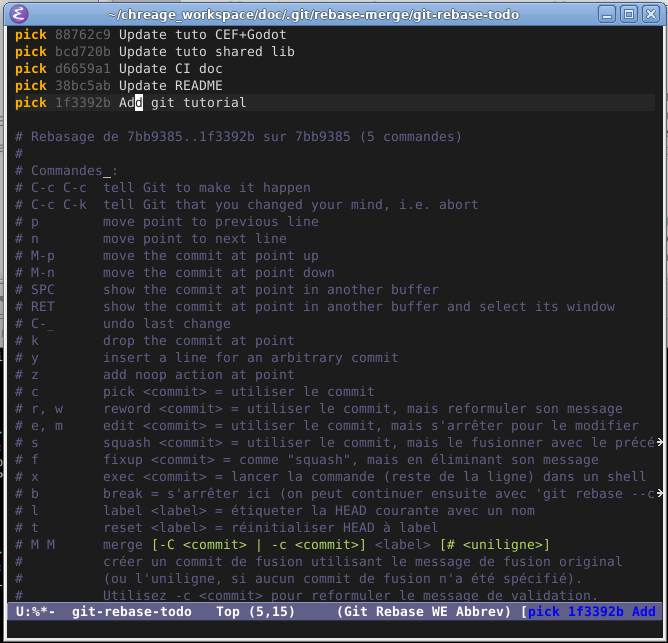 ~/chreage_workspace/doc/.git/rebase-merge/git-rebase-todo
pick 88762c9 Update tuto CEF+Godot
pick bcd720b Update tuto shared lib
pick d6659a1 Update CI doc
pick 38bc5ab Update README
pick 1f3392b Add git tutorial
# Rebasage de 7bb9385..1f3392b sur 7bb9385 (5 commandes)
#
# Commandes_:
# C-c C-c  tell Git to make it happen
# C-c C-k  tell Git that you changed your mind, i.e. abort
# p        move point to previous line
# n        move point to next line
# M-p      move the commit at point up
# M-n      move the commit at point down
# SPC      show the commit at point in another buffer
# RET      show the commit at point in another buffer and select its window
# C-_      undo last change
# k        drop the commit at point
# y        insert a line for an arbitrary commit
# z        add noop action at point
# c        pick <commit> = utiliser le commit
# r, w     reword <commit> = utiliser le commit, mais reformuler son message
# e, m     edit <commit> = utiliser le commit, mais s'arrêter pour le modifier
# s        squash <commit> = utiliser le commit, mais le fusionner avec le précé
# f        fixup <commit> = comme "squash", mais en éliminant son message
# x        exec <commit> = lancer la commande (reste de la ligne) dans un shell
# b        break = s'arrêter ici (on peut continuer ensuite avec 'git rebase --c
# l        label <label> = étiqueter la HEAD courante avec un nom
# t        reset <label> = réinitialiser HEAD à label
# M M      merge [-C <commit> | -c <commit>] <label> [# <uniligne>]
#          créer un commit de fusion utilisant le message de fusion original
#          (ou l'uniligne, si aucun commit de fusion n'a été spécifié).
#          Utilisez -c <commit> pour reformuler le message de validation.
U:%*-  git-rebase-todo   Top (5,15)     (Git Rebase WE Abbrev) [pick 1f3392b Add